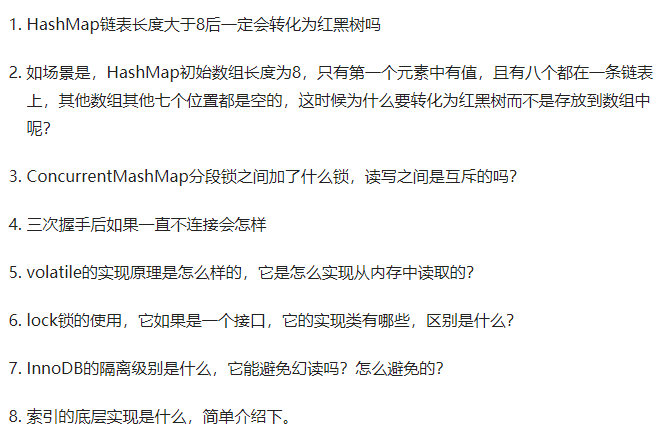 1. HashMap链表长度大于8后一定会转化为红黑树吗
2. 如场景是，HashMap初始数组长度为8，只有第一个元素中有值，且有八个都在一条链表
上，其他数组其他七个位置都是空的，这时候为什么要转化为红黑树而不是存放到数组中
呢？
3. ConcurrentMashMap分段锁之间加了什么锁，读写之间是互斥的吗？
4. 三次握手后如果一直不连接会怎样
5. volatile的实现原理是怎么样的，它是怎么实现从内存中读取的？
6. lock锁的使用，它如果是一个接口，它的实现类有哪些，区别是什么？
7. InnoDB的隔离级别是什么，它能避免幻读吗？怎么避免的？
8. 索引的底层实现是什么，简单介绍下。